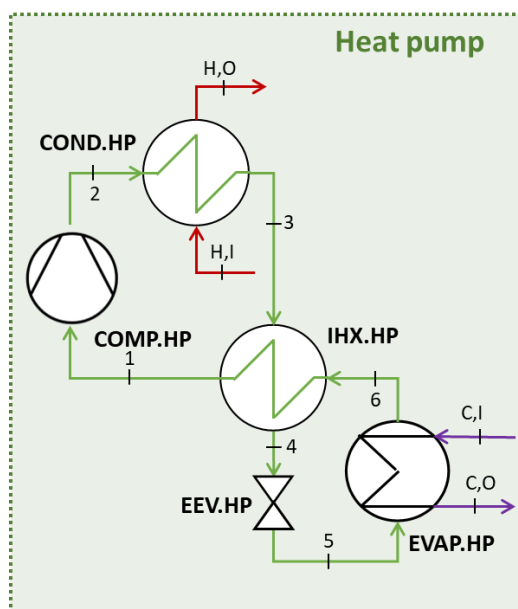 Heat pump
H,O
COND.HP
2
3
H,I
COMP.HP
IHX.HP
1
6
C,I
4
EEV.HP
C,O
5
EVAP.HP